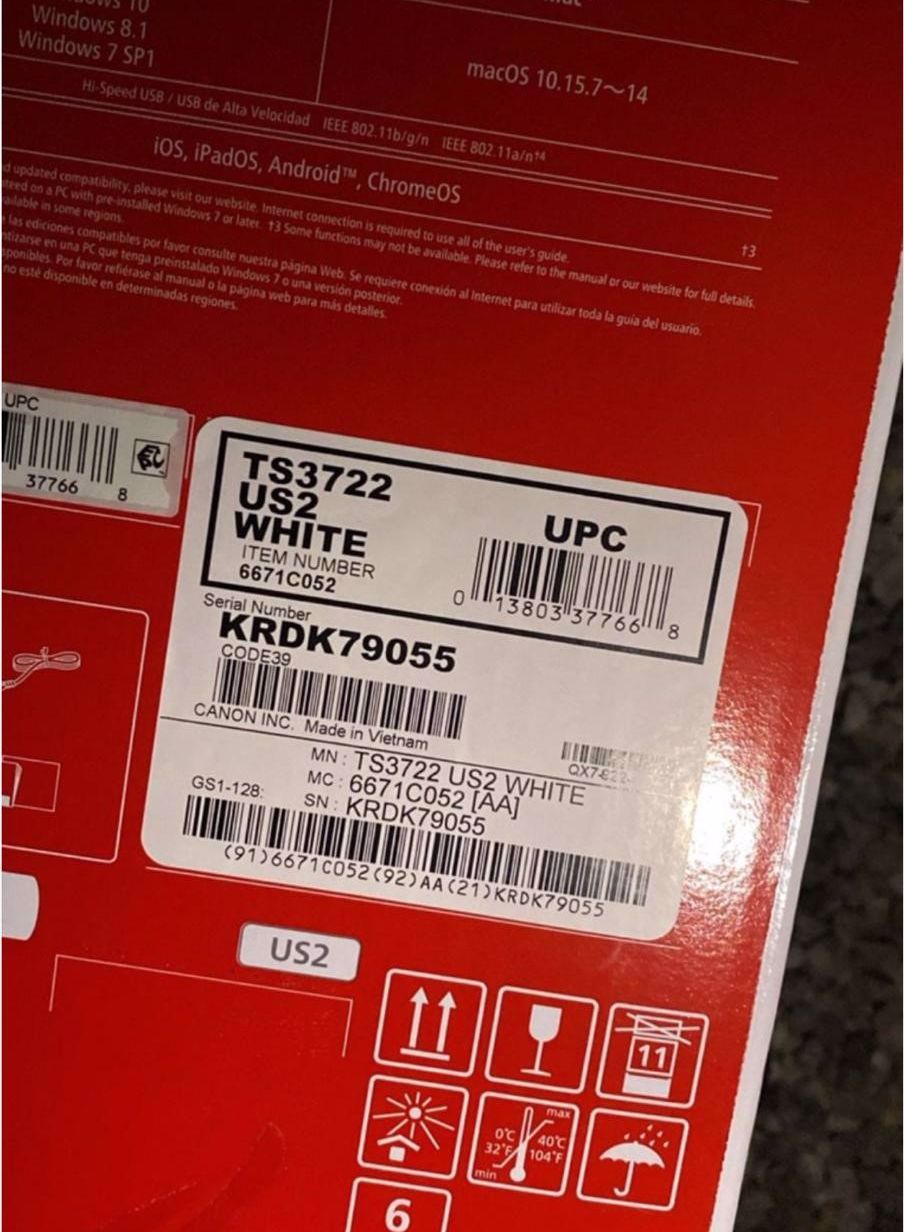 Windows 8.1
Windows 7 SP1
macOS 10.15.7～14
Hi-Speed USB / USB de Alta Velocidad IEEE 802.11b/g/n IEEE 802.11a/n†4
iOS, iPadOS, Android™, ChromeOS
†3
updated compatibility, please visit our website. Internet connection is required to use all of the user's guide.
on a PC with pre-installed Windows 7 or later. †3 Some functions may not be available. Please refer to the manual or our website for full details.
in some regions.
las ediciones compatibles por favor consulte nuestra página Web. Se requiere conexión al Internet para utilizar toda la guía del usuario.
en una PC que tenga preinstalado Windows 7 o una versión posterior.
Por favor refiérase al manual o la página web para más detalles.
no esté disponible en determinadas regiones.
UPC
37766 8
TS3722
US2
WHITE
ITEM NUMBER
6671C052
UPC
0 13803 37766 8
Serial Number
KRDK79055
CODE39
CANON INC. Made in Vietnam
MN : TS3722 US2 WHITE
MC : 6671C052 [AA]
SN : KRDK79055
GS1-128:
(91)6671C052(92)AA(21)KRDK79055
US2
11
max
0°C 40°C
32°F 104°F
min
6